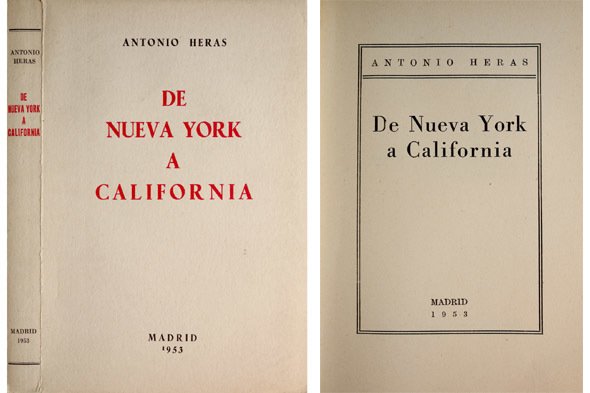 ANTONIO
HERAS
DE
NUEVA YORK
A
CALIFORNIA
MADRID
1953
ANTONIO HERAS
DE
NUEVA YORK
A
CALIFORNIA
MADRID
1953
ANTONIO HERAS
De Nueva York
a California
MADRID
1953